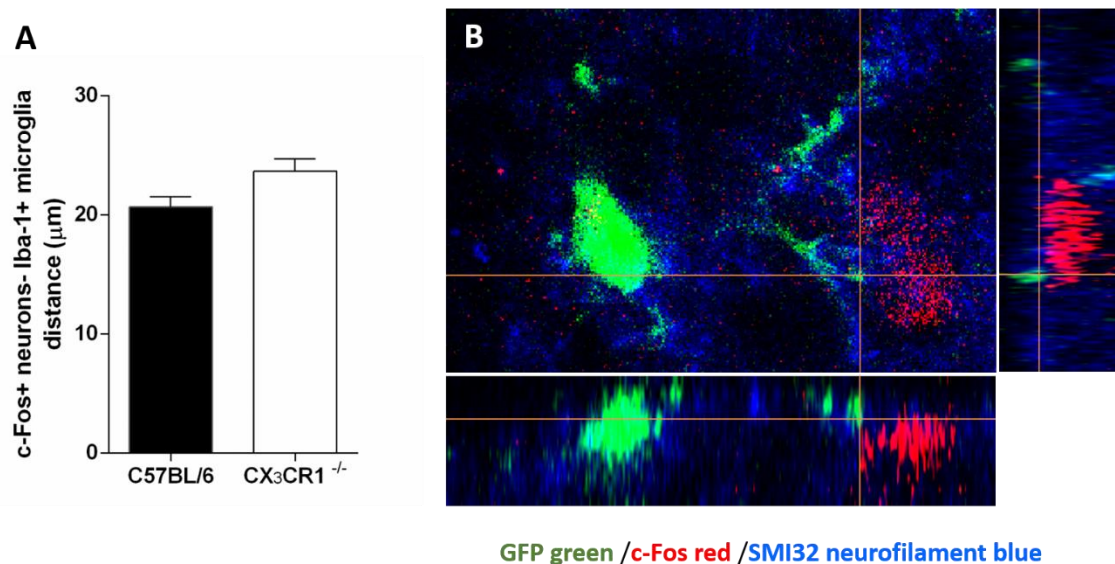 A
B
c-Fos+ neurons- Iba-1+ microglia
distance (µm)
30
20
10
0
C57BL/6
CX₃CR1 -/-
GFP green /c-Fos red /SMI32 neurofilament blue